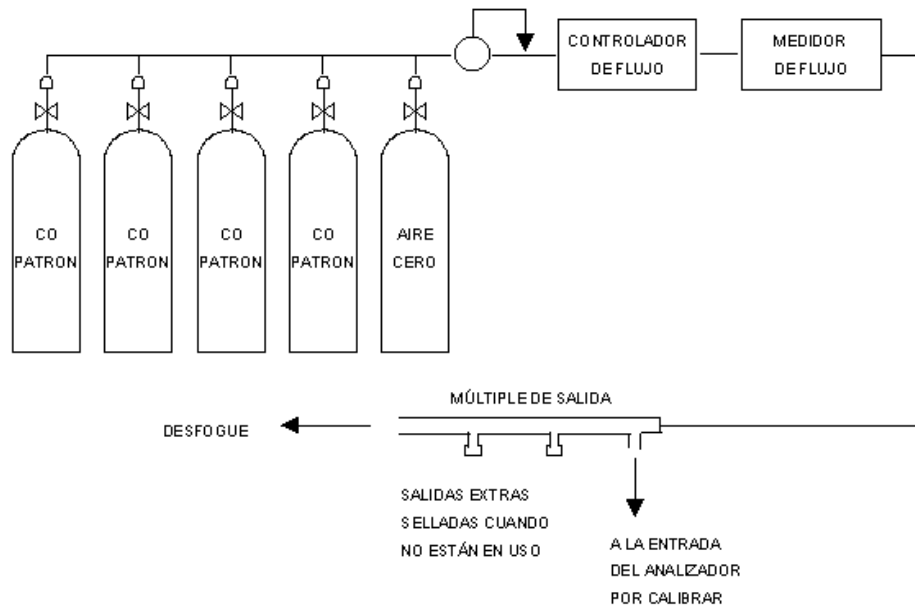 CONTROLADOR
DE FLUJO
MEDIDOR
DE FLUJO
CO
PATRON
CO
PATRON
CO
PATRON
CO
PATRON
AIRE
CERO
MÚLTIPLE DE SALIDA
DESFOGUE
SALIDAS EXTRAS
SELLADAS CUANDO
NO ESTÁN EN USO
A LA ENTRADA
DEL ANALIZADOR
POR CALIBRAR